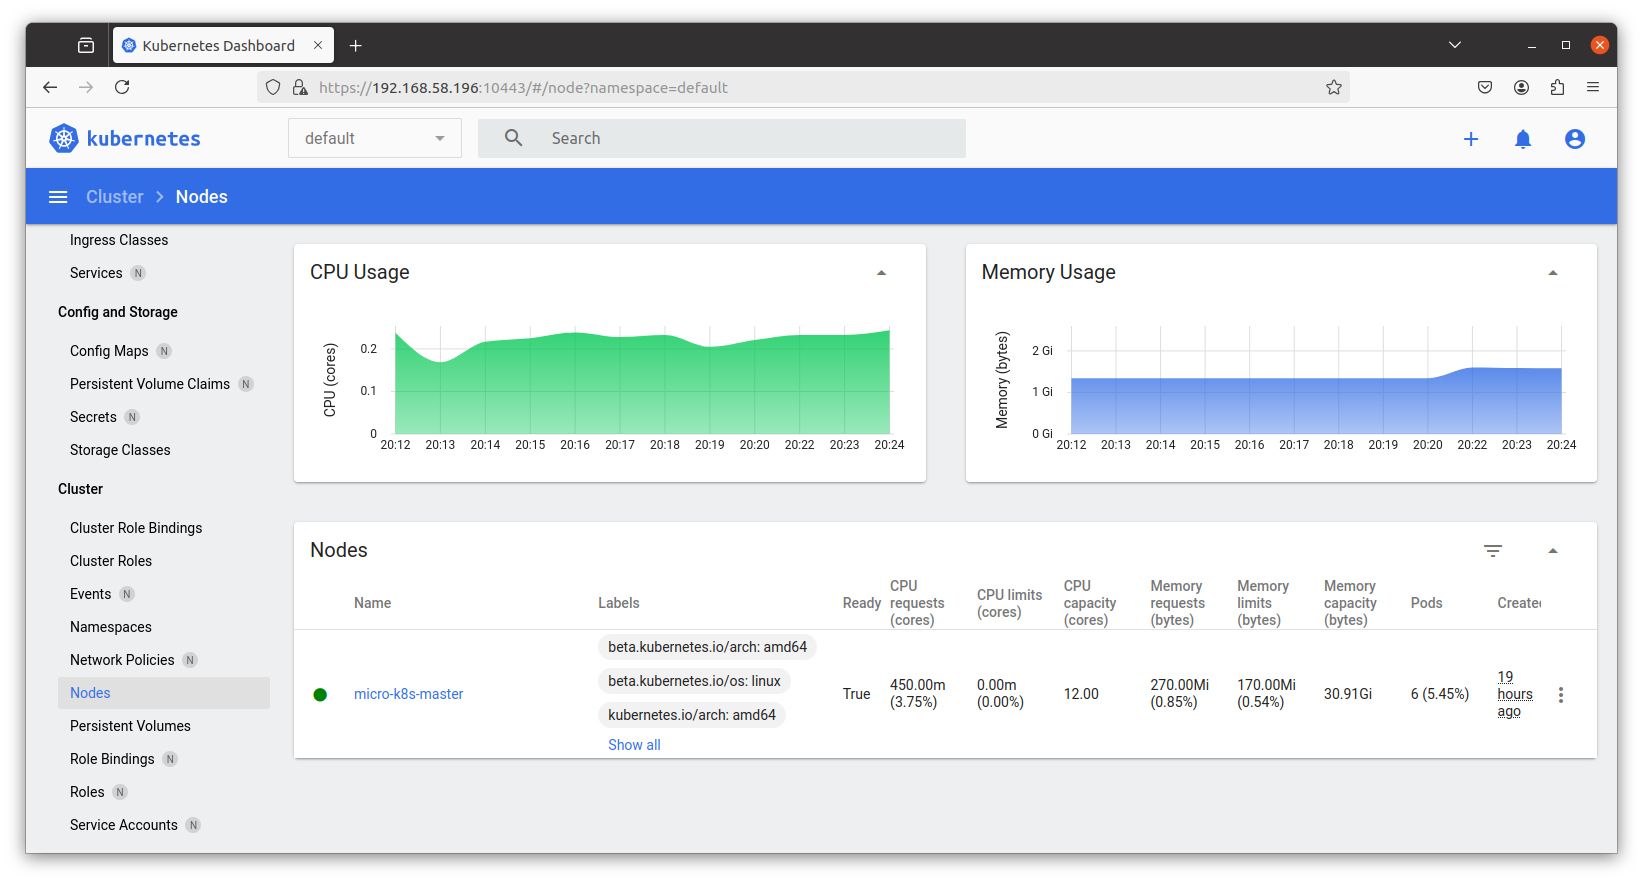 Kubernetes Dashboard
https://192.168.58.196:10443/#/node?namespace=default
kubernetes
default
Search
Cluster > Nodes
Ingress Classes
Services N
Config and Storage
Config Maps N
Persistent Volume Claims N
Secrets N
Storage Classes
Cluster
Cluster Role Bindings
Cluster Roles
Events N
Namespaces
Network Policies N
Nodes
Persistent Volumes
Role Bindings N
Roles N
Service Accounts N
CPU Usage
CPU (cores)
0.2
0.1
0
20:12 20:13 20:14 20:15 20:16 20:17 20:18 20:19 20:20 20:22 20:23 20:24
Memory Usage
Memory (bytes)
2 Gi
1 Gi
0 Gi
20:12 20:13 20:14 20:15 20:16 20:17 20:18 20:19 20:20 20:22 20:23 20:24
Nodes
Name
Labels
Ready
CPU
requests
(cores)
CPU limits
(cores)
CPU
capacity
(cores)
Memory
requests
(bytes)
Memory
limits
(bytes)
Memory
capacity
(bytes)
Pods
Create
micro-k8s-master
beta.kubernetes.io/arch: amd64
beta.kubernetes.io/os: linux
kubernetes.io/arch: amd64
Show all
True
450.00m
(3.75%)
0.00m
(0.00%)
12.00
270.00Mi
(0.85%)
170.00Mi
(0.54%)
30.91Gi
6 (5.45%)
19
hours
ago